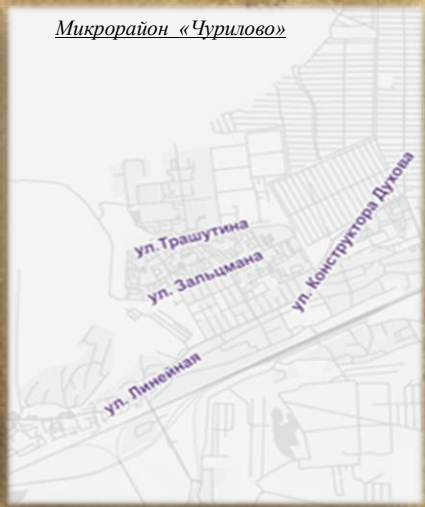 Микрорайон «Чурилово»
ул.Трашутина
ул. Зальцмана
ул. Конструктора Духова
ул. Линейная